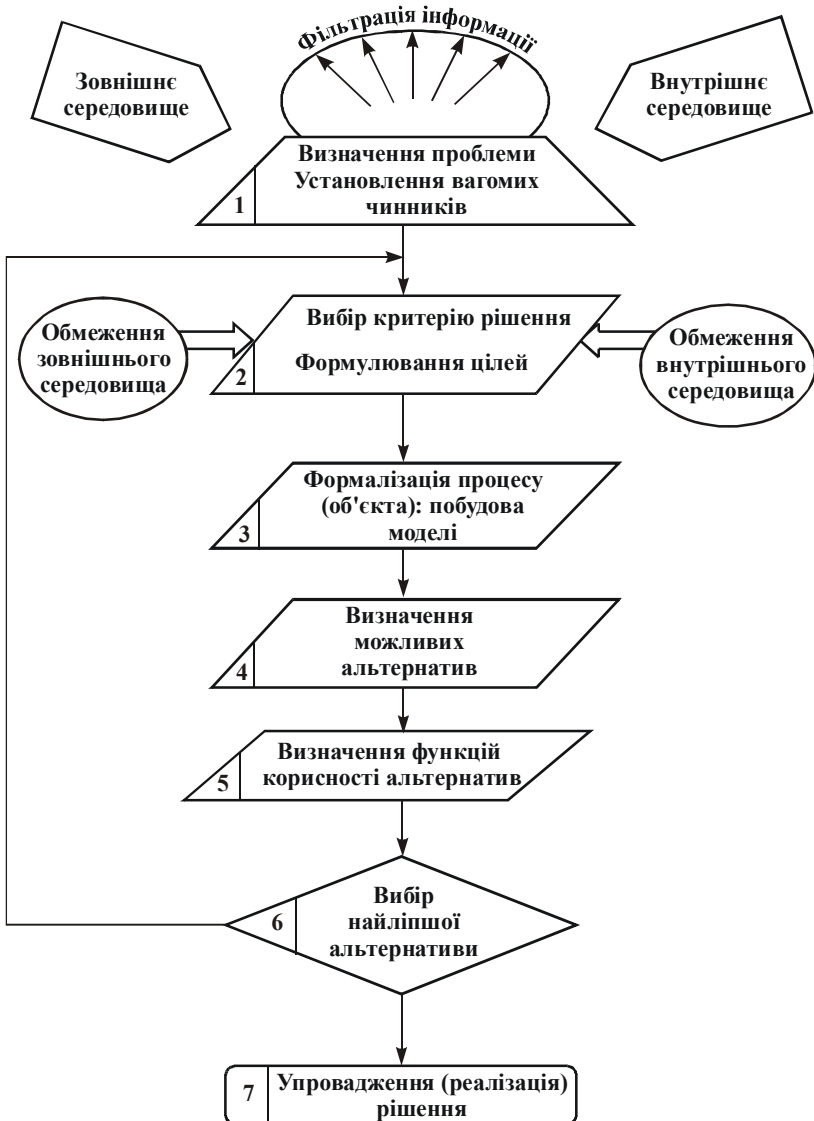 Фільтрація інформації
Зовнішнє
середовище
Внутрішнє
середовище
Визначення проблеми
Установлення вагомих
чинників
1
Обмеження
зовнішнього
середовища
Вибір критерію рішення
Формулювання цілей
2
Обмеження
внутрішнього
середовища
Формалізація процесу
(об'єкта): побудова
моделі
3
Визначення
можливих
альтернатив
4
Визначення функцій
корисності альтернатив
5
Вибір
найліпшої
альтернативи
6
7
Упровадження (реалізація)
рішення